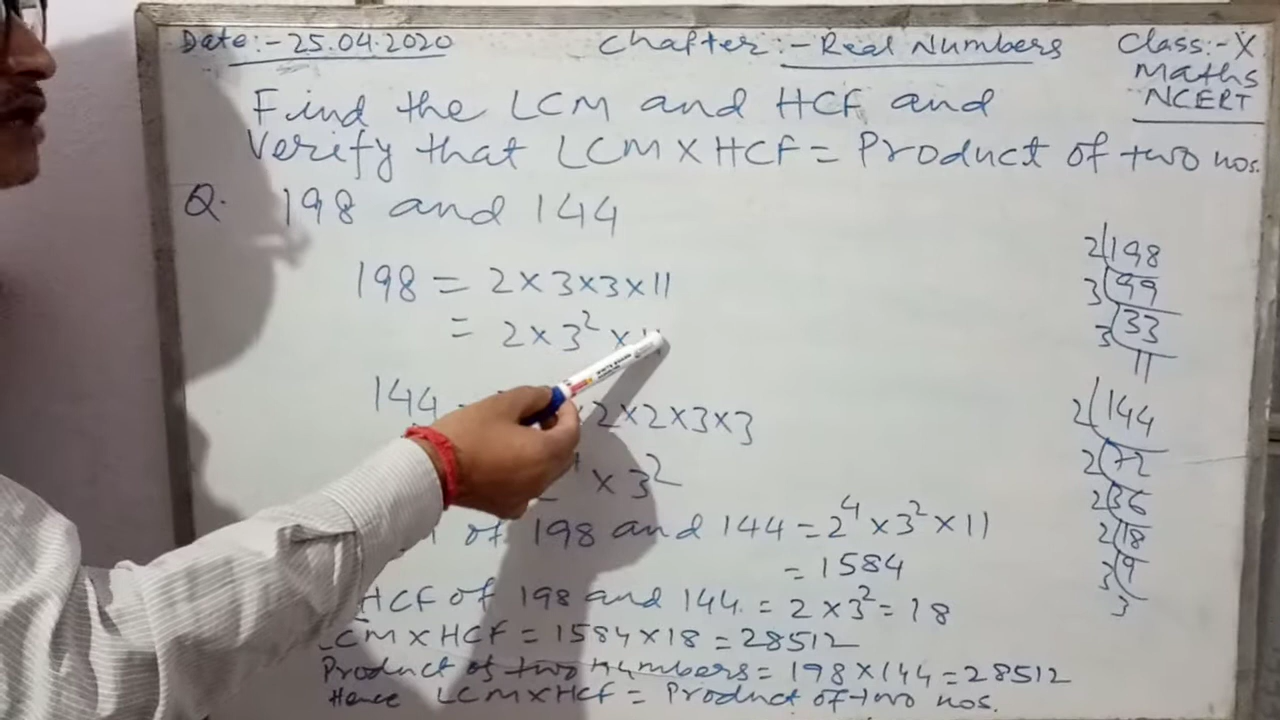 Date:- 25.04.2020
Chapter:- Real Numbers
Class:- X
Maths
NCERT
Find the LCM and HCF and
Verify that LCM X HCF = Product of two nos.
Q. 198 and 144
198 = 2 × 3 × 3 × 11
= 2 × 3² ×
144 = × 2 × 2 × 3 × 3
× 3²
of 198 and 144 = 2⁴ × 3² × 11
= 1584
HCF of 198 and 144. = 2 × 3² = 18
LCM X HCF = 1584 × 18 = 28512
Product of two numbers = 198 × 144 = 28512
Hence LCM X HCF = Product of two nos.
2 198
3 99
3 33
11
2 144
2 72
2 36
2 18
3 9
3